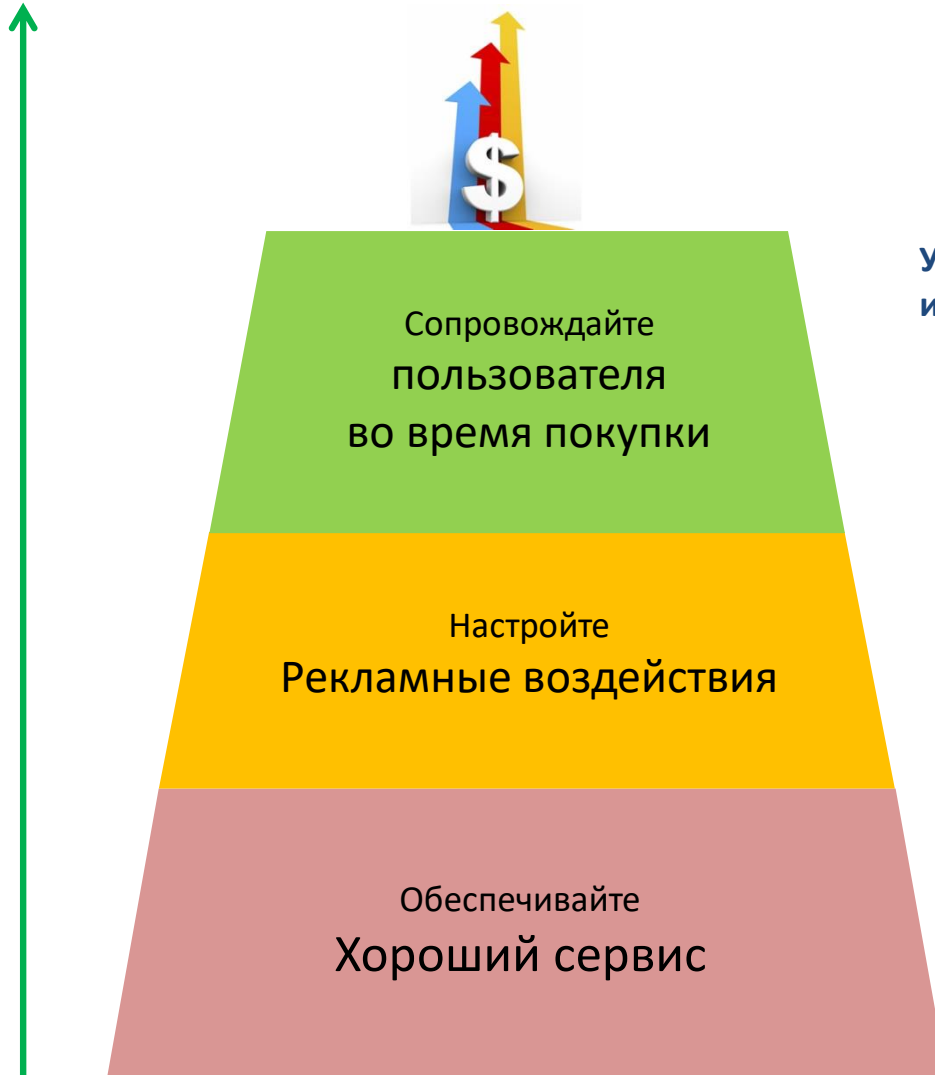 Сопровождайте
пользователя
во время покупки
Настройте
Рекламные воздействия
Обеспечивайте
Хороший сервис